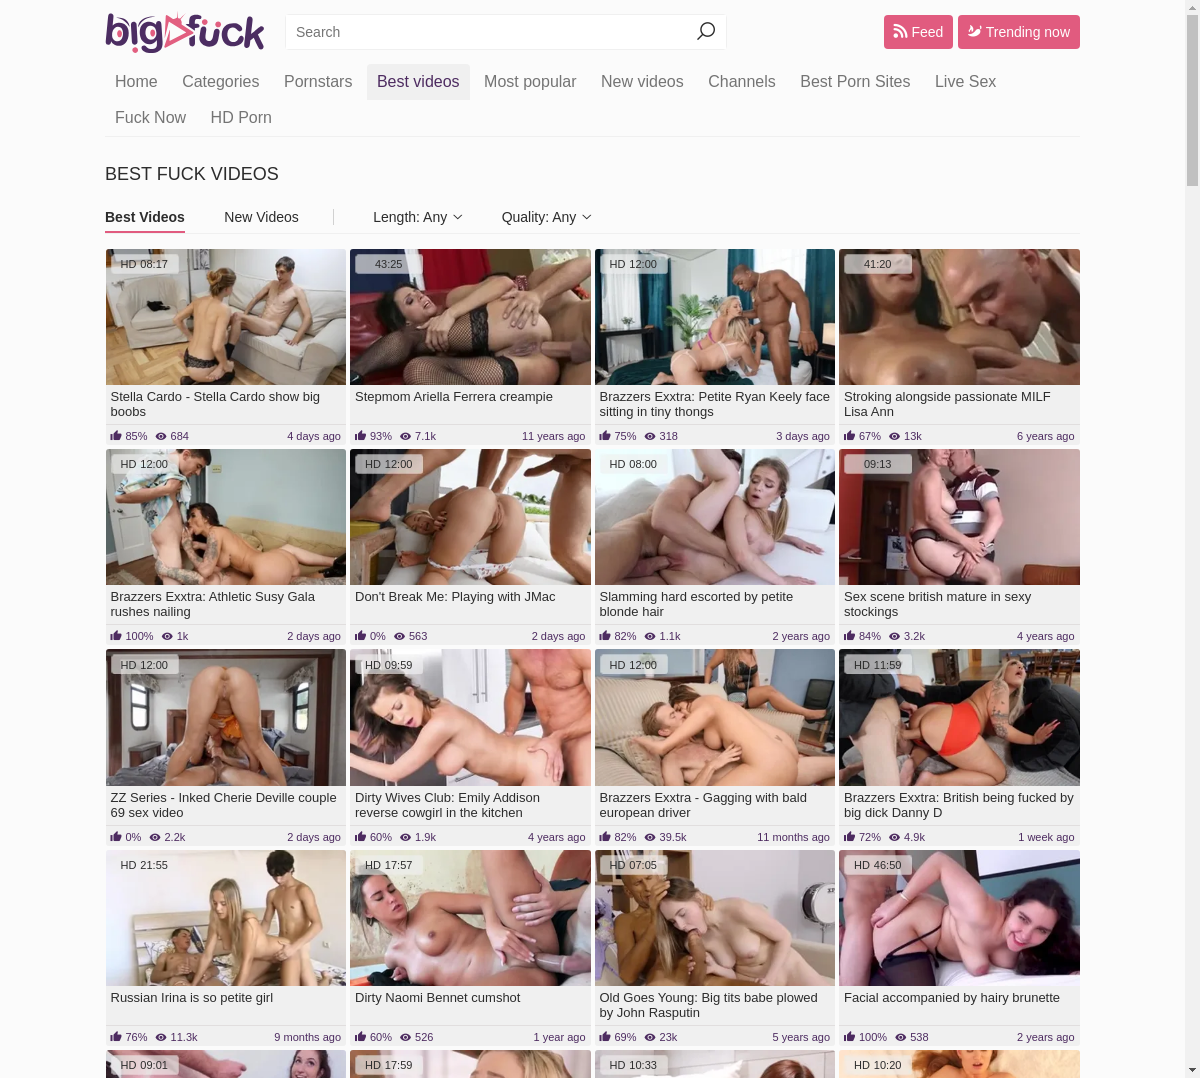 bigfuck
Search
Feed
Trending now
Home Categories Pornstars Best videos Most popular New videos Channels Best Porn Sites Live Sex
Fuck Now HD Porn
BEST FUCK VIDEOS
Best Videos New Videos Length: Any Quality: Any
HD 08:17
43:25
HD 12:00
41:20
Stella Cardo - Stella Cardo show big
boobs
85% 684 4 days ago
Stepmom Ariella Ferrera creampie
93% 7.1k 11 years ago
Brazzers Exxtra: Petite Ryan Keely face
sitting in tiny thongs
75% 318 3 days ago
Stroking alongside passionate MILF
Lisa Ann
67% 13k 6 years ago
HD 12:00
HD 12:00
HD 08:00
09:13
Brazzers Exxtra: Athletic Susy Gala
rushes nailing
100% 1k 2 days ago
Don't Break Me: Playing with JMac
0% 563 2 days ago
Slamming hard escorted by petite
blonde hair
82% 1.1k 2 years ago
Sex scene british mature in sexy
stockings
84% 3.2k 4 years ago
HD 12:00
HD 09:59
HD 12:00
HD 11:59
ZZ Series - Inked Cherie Deville couple
69 sex video
0% 2.2k 2 days ago
Dirty Wives Club: Emily Addison
reverse cowgirl in the kitchen
60% 1.9k 4 years ago
Brazzers Exxtra - Gagging with bald
european driver
82% 39.5k 11 months ago
Brazzers Exxtra: British being fucked by
big dick Danny D
72% 4.9k 1 week ago
HD 21:55
HD 17:57
HD 07:05
HD 46:50
Russian Irina is so petite girl
76% 11.3k 9 months ago
Dirty Naomi Bennet cumshot
60% 526 1 year ago
Old Goes Young: Big tits babe plowed
by John Rasputin
69% 23k 5 years ago
Facial accompanied by hairy brunette
100% 538 2 years ago
HD 09:01
HD 17:59
HD 10:33
HD 10:20